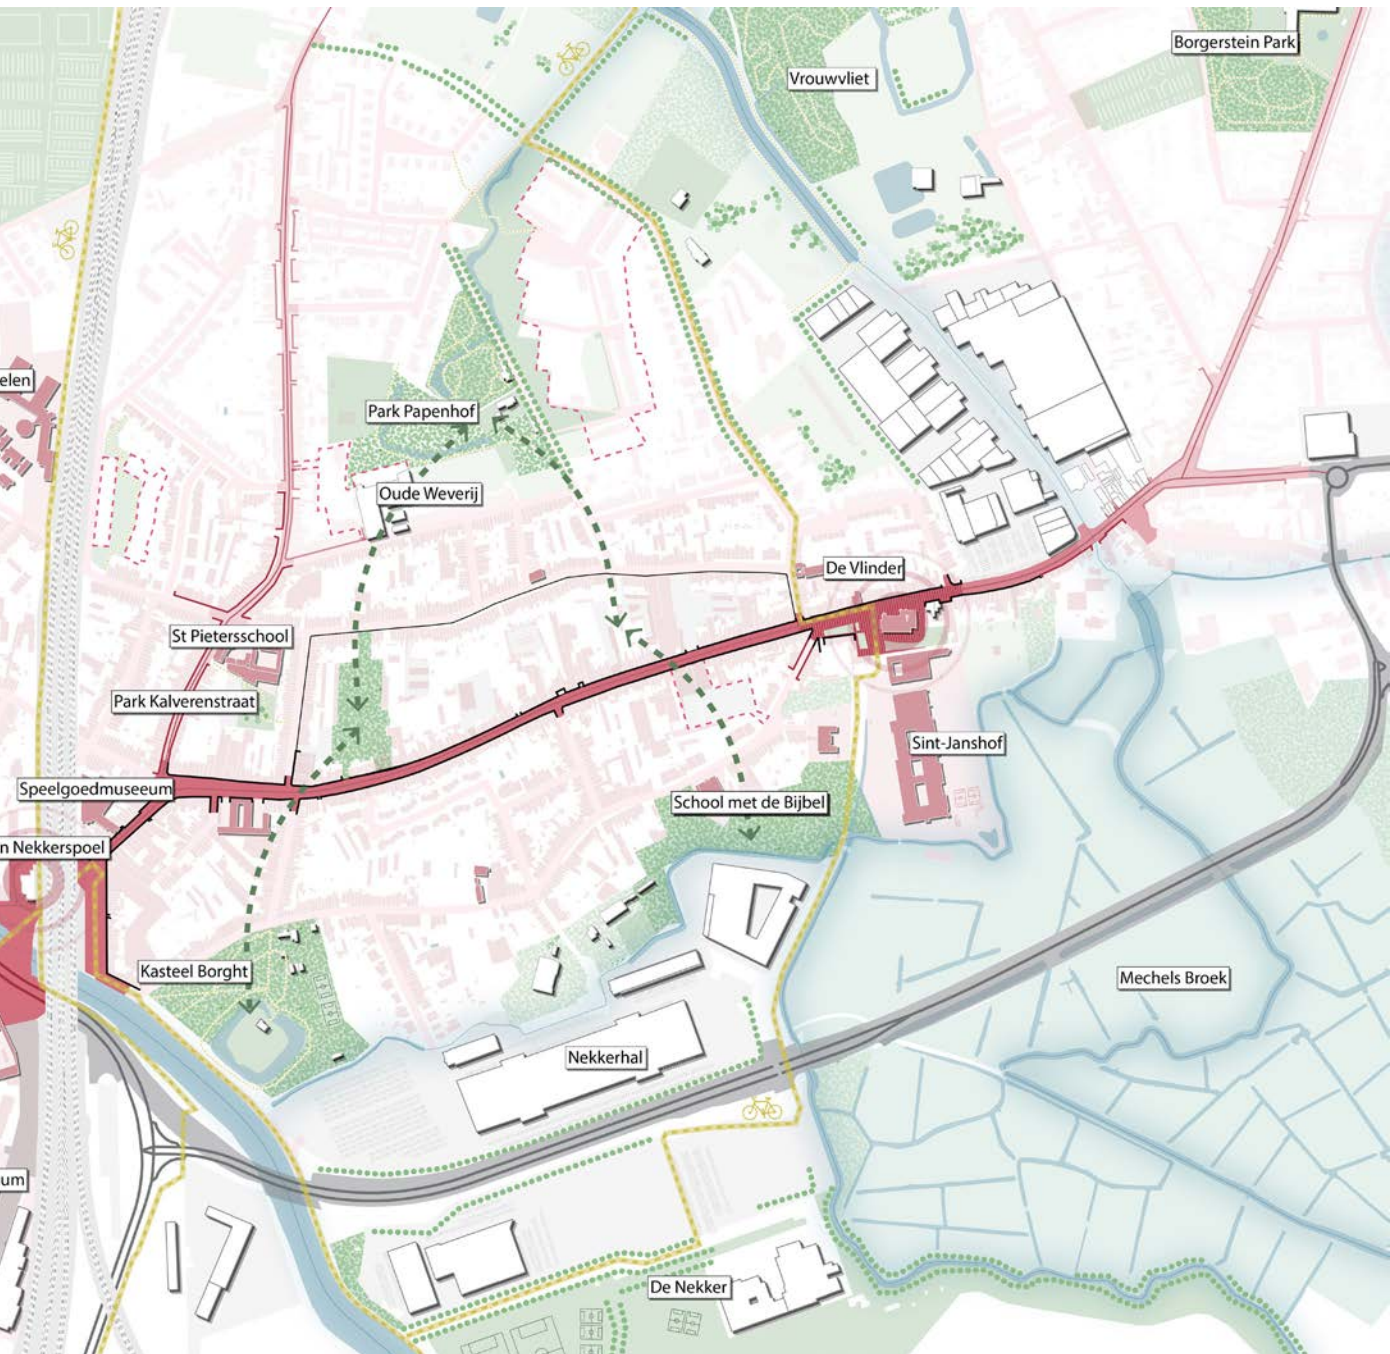 Borgerstein Park
Vrouwvliet
elen
Park Papenhof
Oude Weverij
De Vlinder
St Pietersschool
Park Kalverenstraat
Sint-Janshof
Speelgoedmuseeum
School met de Bijbel
n Nekkerspoel
Kasteel Borght
Mechels Broek
Nekkerhal
um
De Nekker